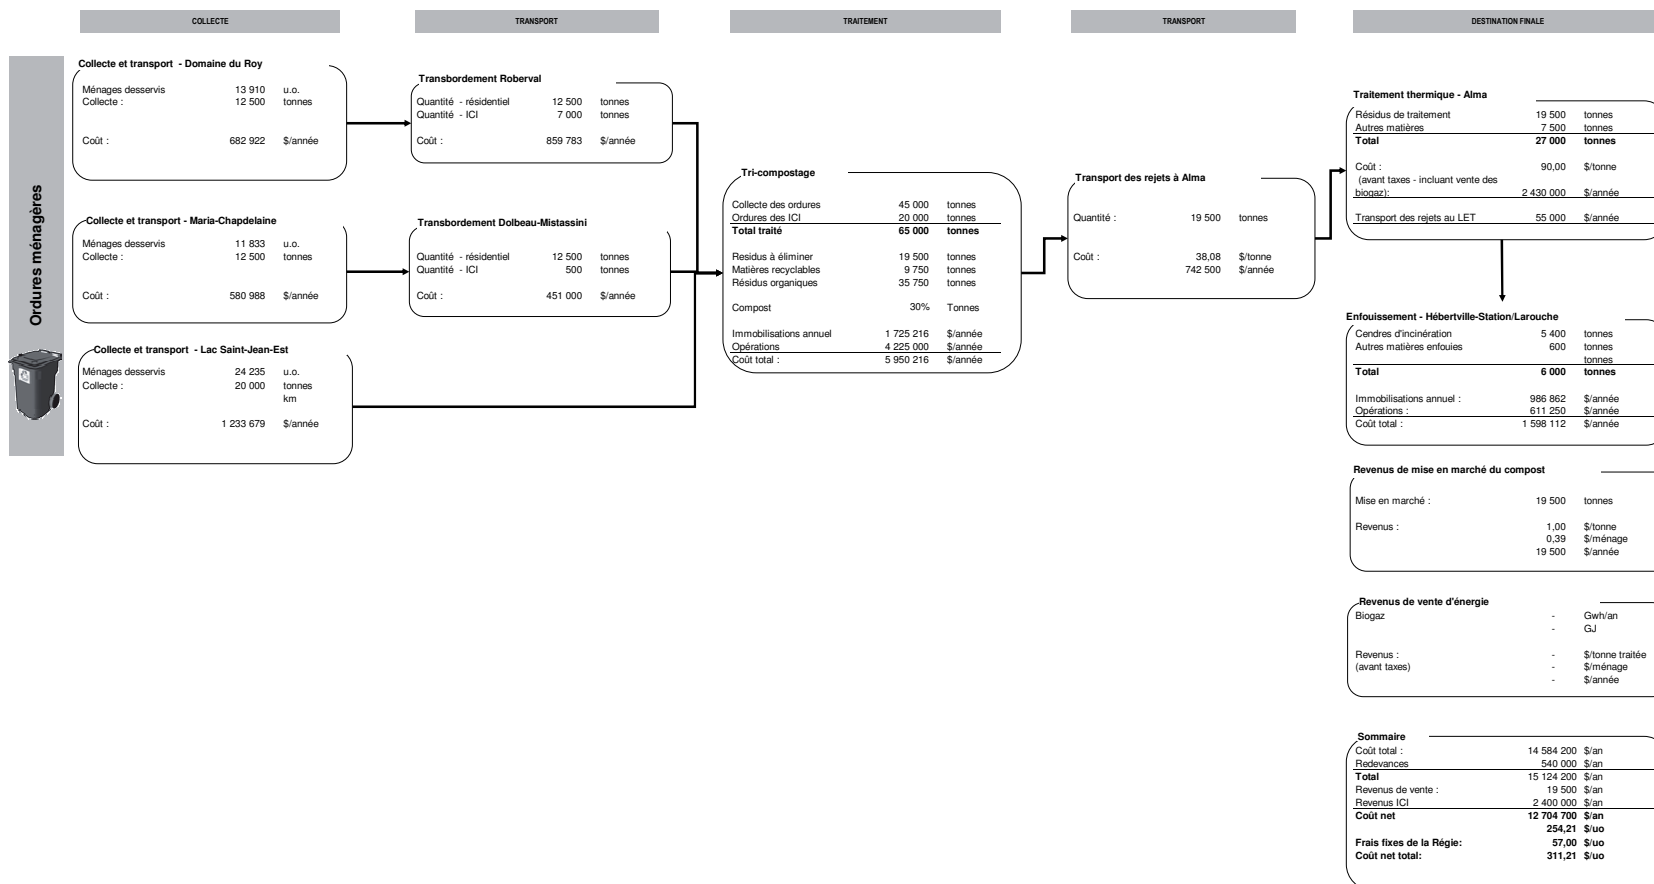 COLLECTE
TRANSPORT
TRAITEMENT
TRANSPORT
DESTINATION FINALE
Ordures ménagères
Collecte et transport - Domaine du Roy
Ménages desservis 13 910 u.o.
Collecte : 12 500 tonnes
Coût : 682 922 $/année
Collecte et transport - Maria-Chapdelaine
Ménages desservis 11 833 u.o.
Collecte : 12 500 tonnes
Coût : 580 988 $/année
Collecte et transport - Lac Saint-Jean-Est
Ménages desservis 24 235 u.o.
Collecte : 20 000 tonnes
km
Coût : 1 233 679 $/année
Transbordement Roberval
Quantité - résidentiel 12 500 tonnes
Quantité - ICI 7 000 tonnes
Coût : 859 783 $/année
Transbordement Dolbeau-Mistassini
Quantité - résidentiel 12 500 tonnes
Quantité - ICI 500 tonnes
Coût : 451 000 $/année
Tri-compostage
Collecte des ordures 45 000 tonnes
Ordures des ICI 20 000 tonnes
Total traité 65 000 tonnes
Residus à éliminer 19 500 tonnes
Matières recyclables 9 750 tonnes
Résidus organiques 35 750 tonnes
Compost 30% Tonnes
Immobilisations annuel 1 725 216 $/année
Opérations 4 225 000 $/année
Coût total : 5 950 216 $/année
Transport des rejets à Alma
Quantité : 19 500 tonnes
Coût : 38,08 $/tonne
742 500 $/année
Traitement thermique - Alma
Résidus de traitement 19 500 tonnes
Autres matières 7 500 tonnes
Total 27 000 tonnes
Coût : 90,00 $/tonne
(avant taxes - incluant vente des
biogaz): 2 430 000 $/année
Transport des rejets au LET 55 000 $/année
Enfouissement - Hébertville-Station/Larouche
Cendres d'incinération 5 400 tonnes
Autres matières enfouies 600 tonnes
tonnes
Total 6 000 tonnes
Immobilisations annuel : 986 862 $/année
Opérations : 611 250 $/année
Coût total : 1 598 112 $/année
Revenus de mise en marché du compost
Mise en marché : 19 500 tonnes
Revenus : 1,00 $/tonne
0,39 $/ménage
19 500 $/année
Revenus de vente d'énergie
Biogaz - Gwh/an
- GJ
Revenus : - $/tonne traitée
(avant taxes) - $/ménage
- $/année
Sommaire
Coût total : 14 584 200 $/an
Redevances 540 000 $/an
Total 15 124 200 $/an
Revenus de vente : 19 500 $/an
Revenus ICI 2 400 000 $/an
Coût net 12 704 700 $/an
254,21 $/uo
Frais fixes de la Régie: 57,00 $/uo
Coût net total: 311,21 $/uo